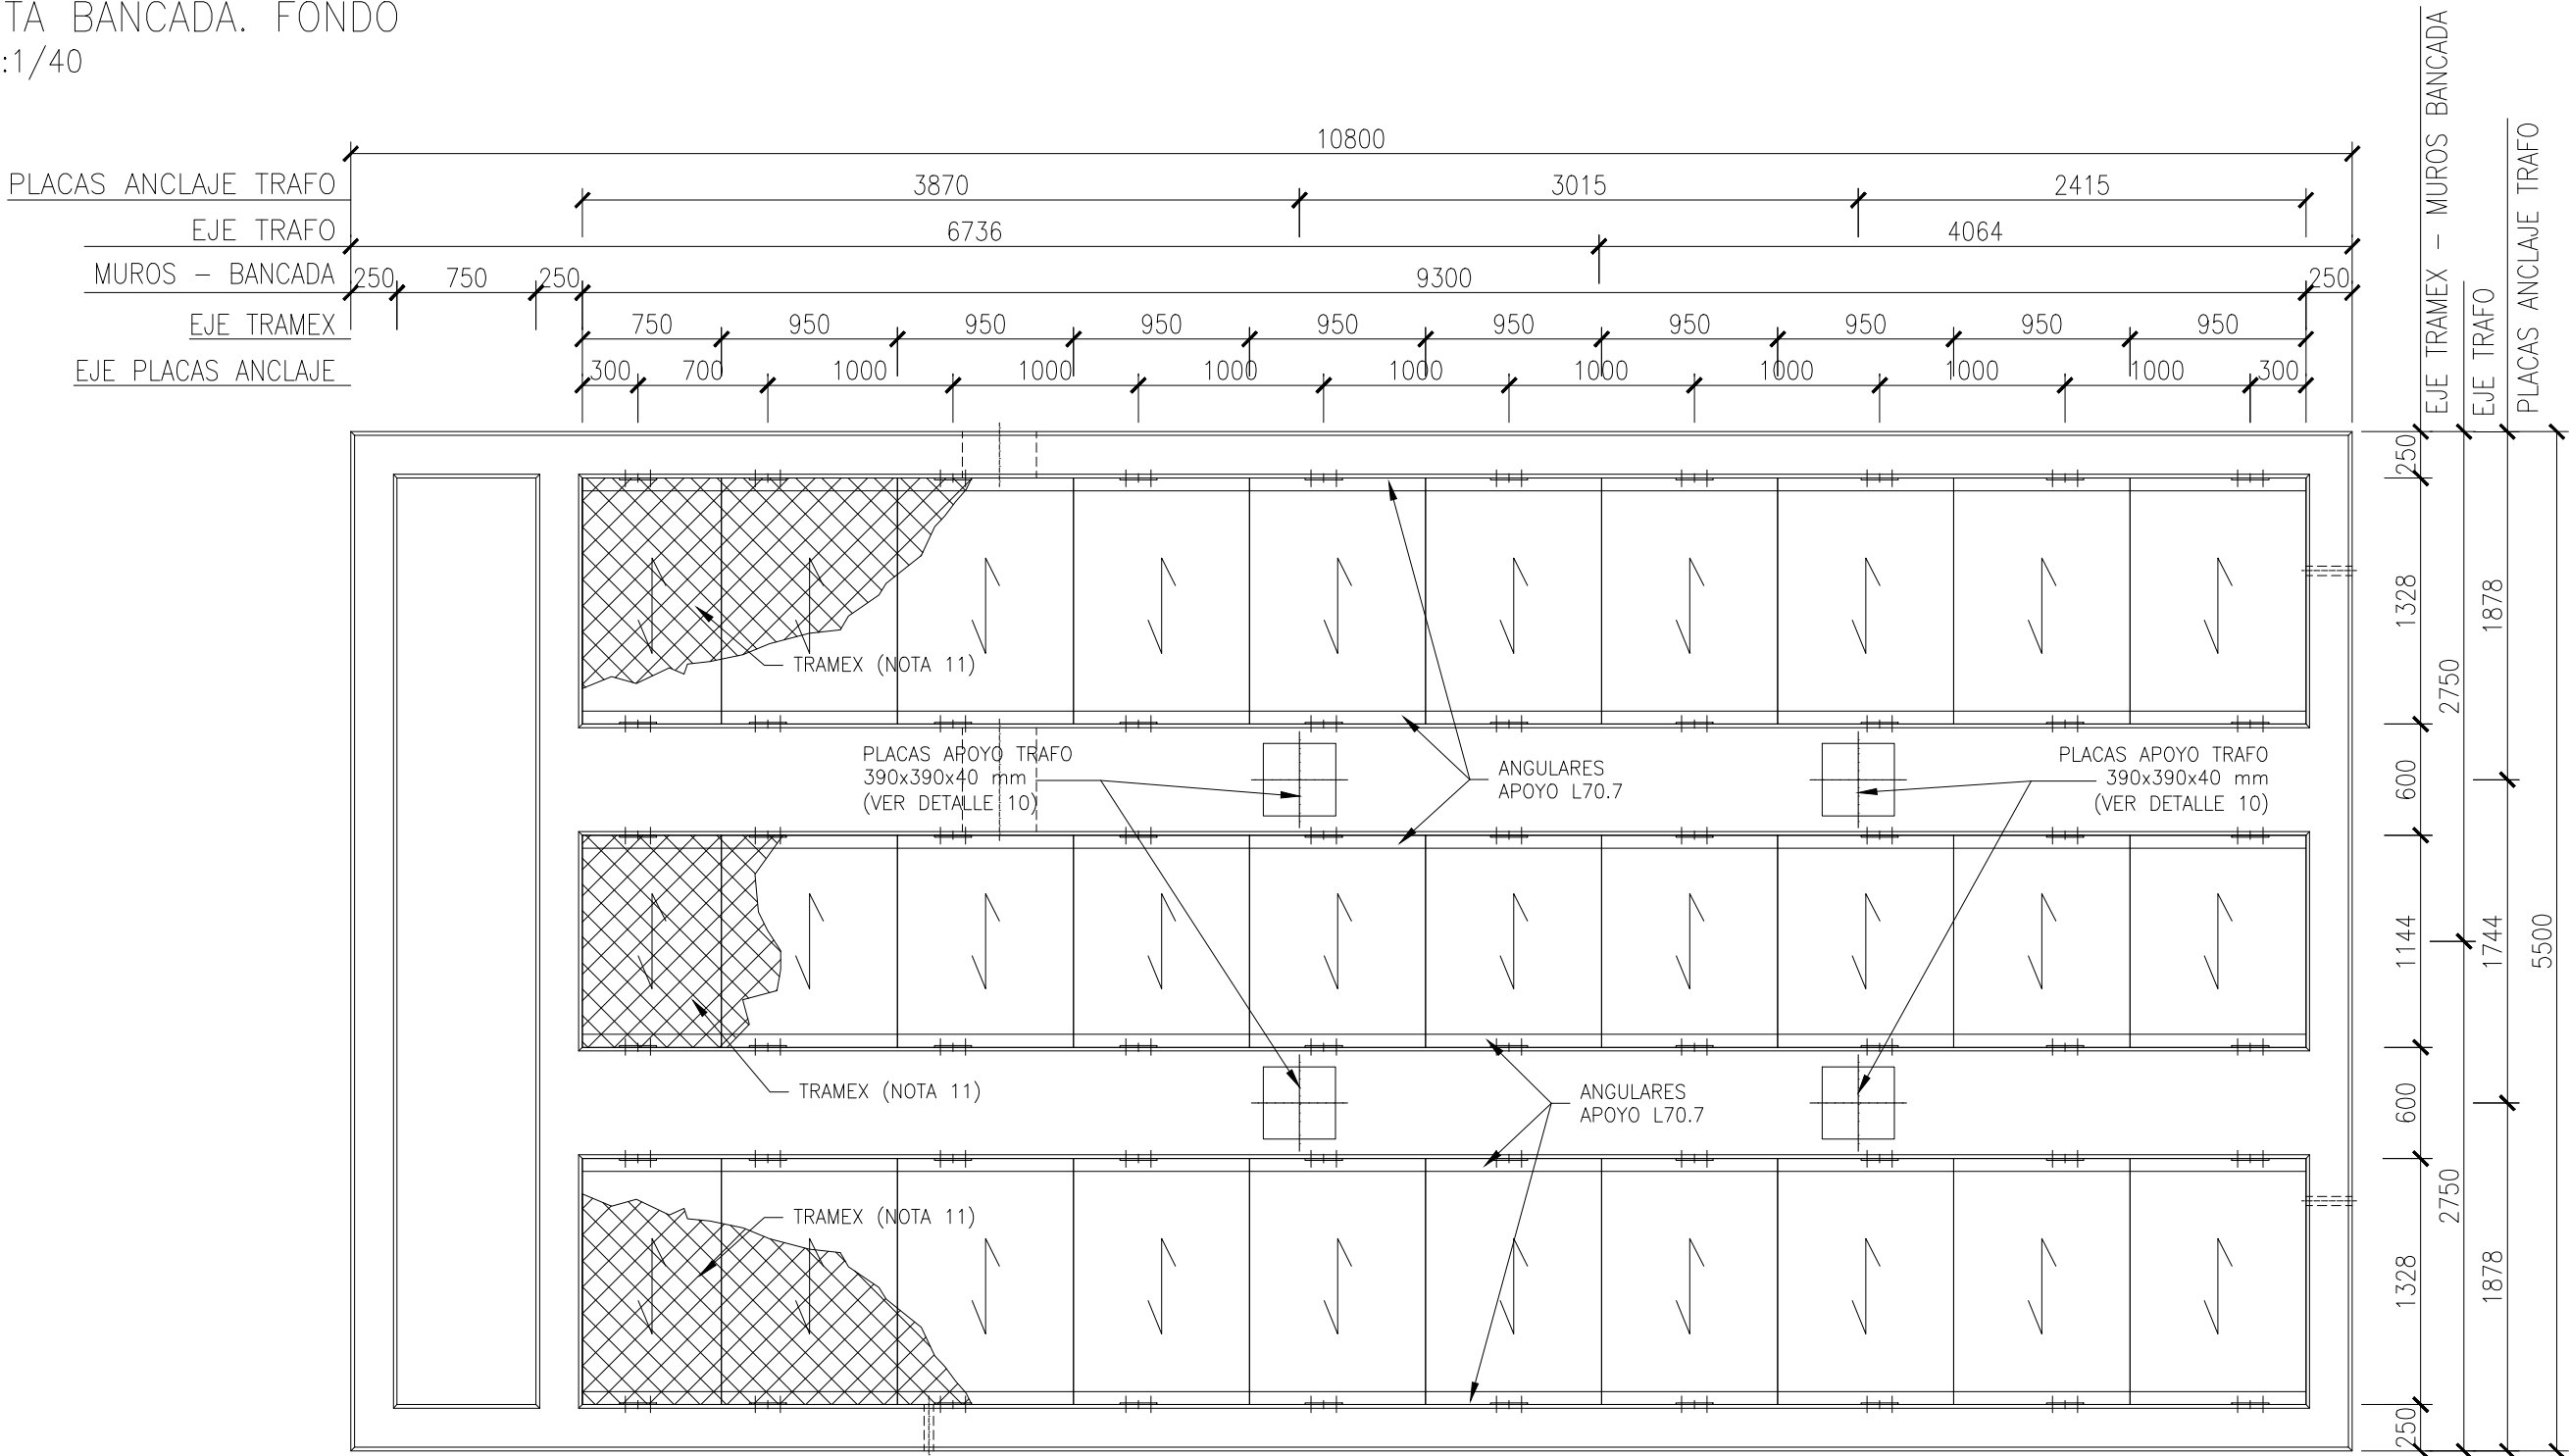 TA BANCADA. FONDO
:1/40
10800
PLACAS ANCLAJE TRAFO
3870
3015
2415
EJE TRAFO
6736
4064
MUROS - BANCADA
250
750
250
9300
250
EJE TRAMEX
750
950
950
950
950
950
950
950
950
950
EJE PLACAS ANCLAJE
300
700
1000
1000
1000
1000
1000
1000
1000
1000
300
EJE TRAMEX - MUROS BANCADA
EJE TRAFO
PLACAS ANCLAJE TRAFO
250
1328
600
1144
600
1328
250
2750
2750
1878
1744
1878
5500
TRAMEX (NOTA 11)
PLACAS APOYO TRAFO
390x390x40 mm
(VER DETALLE 10)
ANGULARES
APOYO L70.7
PLACAS APOYO TRAFO
390x390x40 mm
(VER DETALLE 10)
TRAMEX (NOTA 11)
ANGULARES
APOYO L70.7
TRAMEX (NOTA 11)